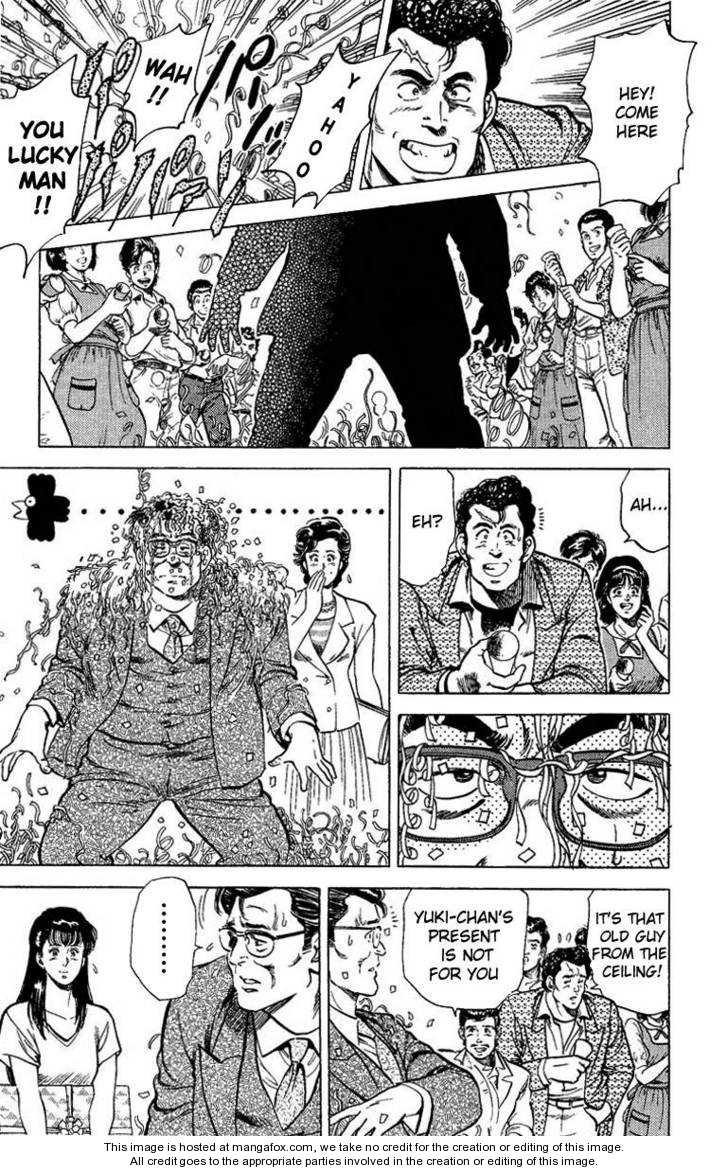 HEY!
COME
HERE
YAHOO
パパ
WAH
!!
YOU
LUCKY
MAN
!!
AH...
EH?
IT'S THAT
OLD GUY
FROM THE
CEILING!
YUKI-CHAN'S
PRESENT
IS NOT
FOR YOU
This image is hosted at mangafox.com, we take no credit for the creation or editing of this image.
All credit goes to the appropriate parties involved in the creation or editing of this image.